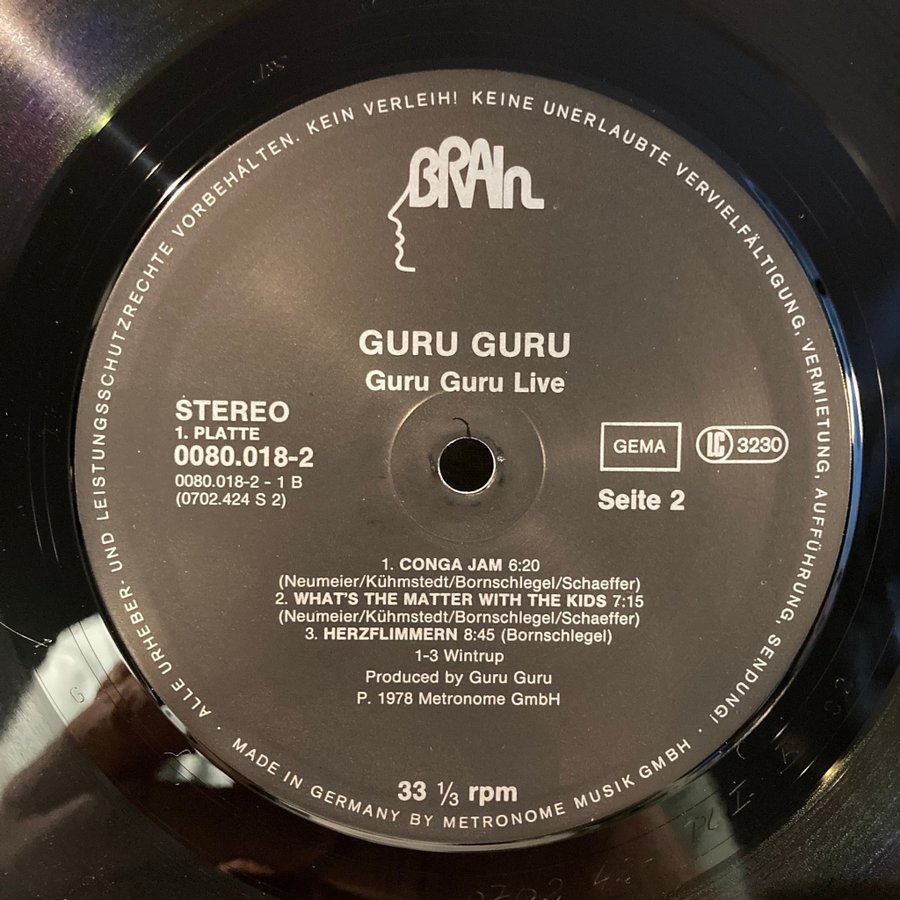 ALLE URHEBER- UND LEISTUNGSSCHUTZRECHTE VORBEHALTEN. KEIN VERLEIH! KEINE UNERLAUBTE VERVIELFÄLTIGUNG, VERMIETUNG, AUFFÜHRUNG, SENDUNG!
BRAIn
GURU GURU
Guru Guru Live
STEREO
1. PLATTE
0080.018-2
0080.018-2 - 1 B
(0702.424 S 2)
GEMA
LC 3230
Seite 2
1. CONGA JAM 6:20
(Neumeier/Kühmstedt/Bornschlegel/Schaeffer)
2. WHAT'S THE MATTER WITH THE KIDS 7:15
(Neumeier/Kühmstedt/Bornschlegel/Schaeffer)
3. HERZFLIMMERN 8:45 (Bornschlegel)
1-3 Wintrup
Produced by Guru Guru
P. 1978 Metronome GmbH
33 1/3 rpm
· MADE IN GERMANY BY METRONOME MUSIK GMBH ·